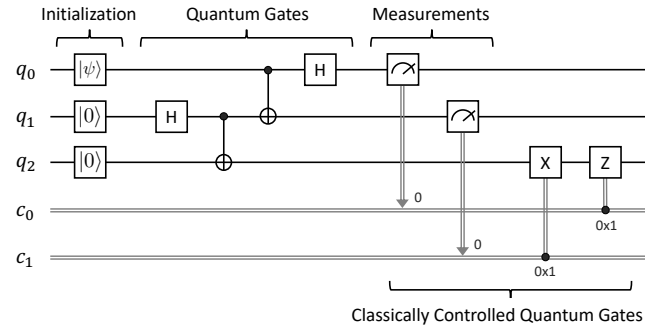 Initialization Quantum Gates Measurements
q₀ |ψ⟩ H
q₁ |0⟩ H
q₂ |0⟩ X Z
c₀ 0 0x1
c₁ 0 0x1
Classically Controlled Quantum Gates